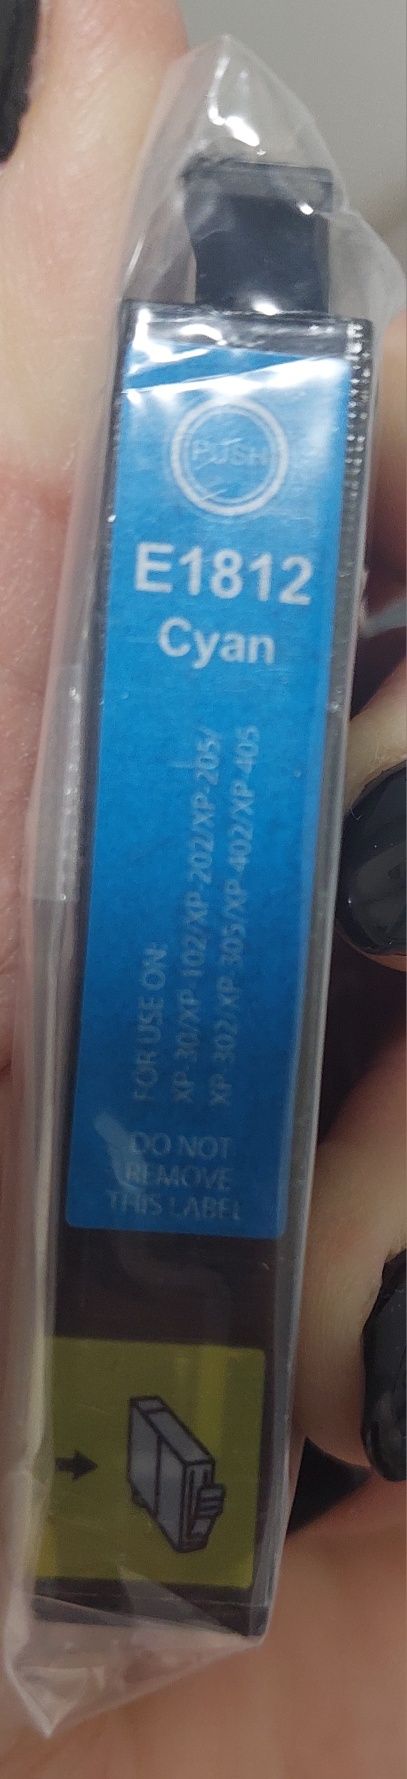 PUSH
E1812
Cyan
FOR USE ON:
XP-30/XP-102/XP-202/XP-205/
XP-302/XP-305/XP-402/XP-405
DO NOT
REMOVE
THIS LABEL